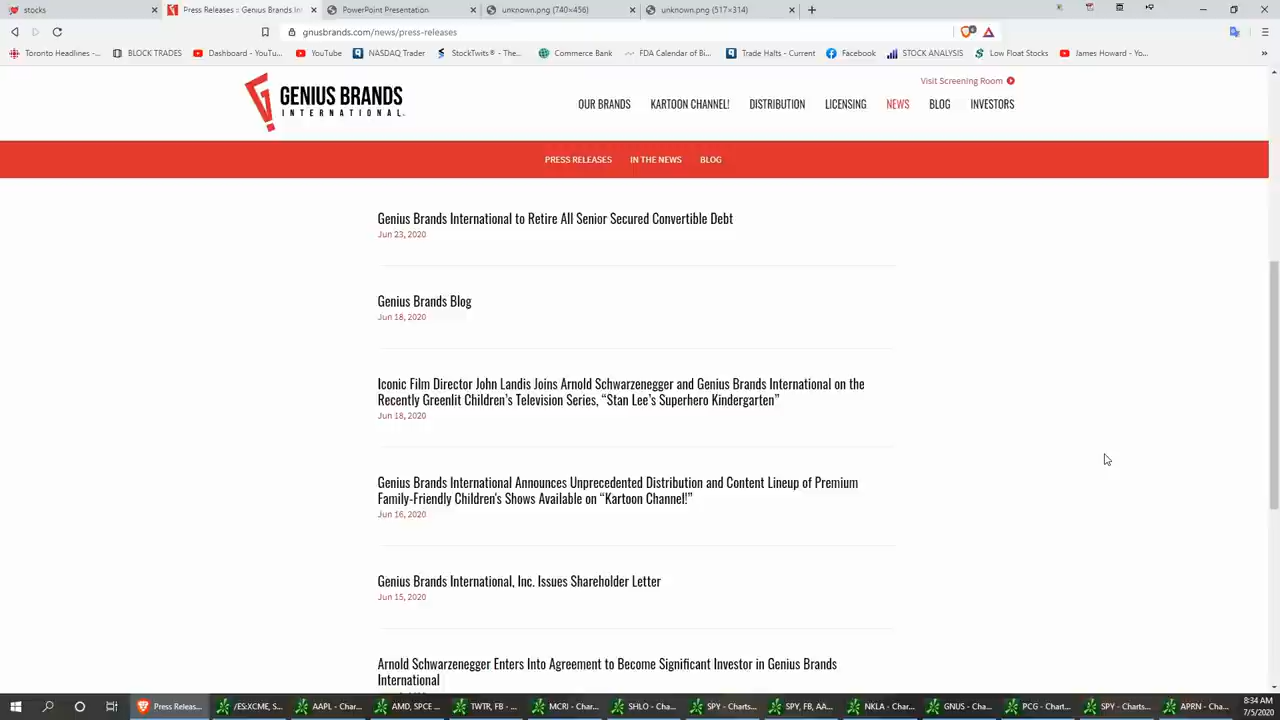 stocks
Press Releases :: Genius Brands Int
PowerPoint Presentation
unknown.png (740×456)
unknown.png (517×314)
gnusbrands.com/news/press-releases
Toronto Headlines -...
BLOCK TRADES
Dashboard - YouTu...
YouTube
NASDAQ Trader
StockTwits® - The...
Commerce Bank
FDA Calendar of Bi...
Trade Halts - Current
Facebook
STOCK ANALYSIS
Low Float Stocks
James Howard - Yo...
Visit Screening Room
GENIUS BRANDS
INTERNATIONAL
OUR BRANDS
KARTOON CHANNEL!
DISTRIBUTION
LICENSING
NEWS
BLOG
INVESTORS
PRESS RELEASES
IN THE NEWS
BLOG
Genius Brands International to Retire All Senior Secured Convertible Debt
Jun 23, 2020
Genius Brands Blog
Jun 18, 2020
Iconic Film Director John Landis Joins Arnold Schwarzenegger and Genius Brands International on the
Recently Greenlit Children’s Television Series, “Stan Lee’s Superhero Kindergarten”
Jun 18, 2020
Genius Brands International Announces Unprecedented Distribution and Content Lineup of Premium
Family-Friendly Children's Shows Available on “Kartoon Channel!”
Jun 16, 2020
Genius Brands International, Inc. Issues Shareholder Letter
Jun 15, 2020
Arnold Schwarzenegger Enters Into Agreement to Become Significant Investor in Genius Brands
International
Press Releas...
/ES:XCME, S...
AAPL - Char...
AMD, SPCE ...
TWTR, FB - ...
MCRI - Char...
SHLO - Char...
SPY - Charts...
SPY, FB, AA...
NKLA - Char...
GNUS - Char...
PCG - Charts...
SPY - Charts...
APRN - Char...
8:34 AM
7/5/2020